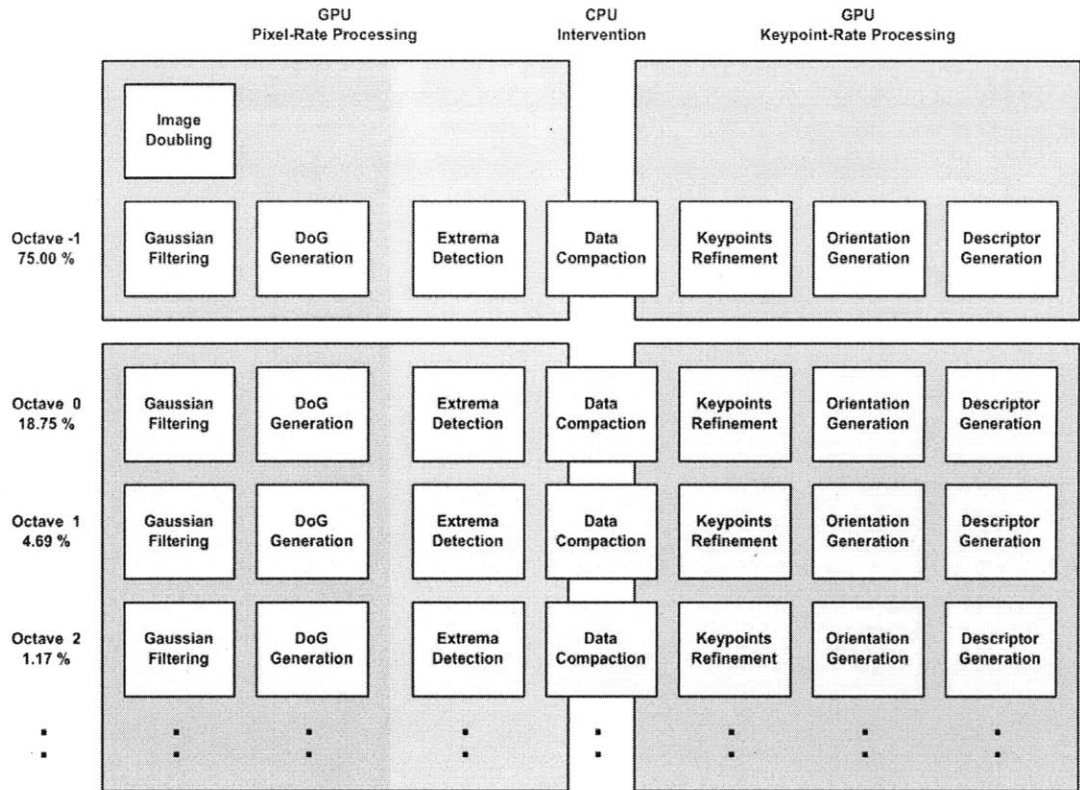 GPU
Pixel-Rate Processing
CPU
Intervention
GPU
Keypoint-Rate Processing
Image
Doubling
Octave -1
75.00 %
Gaussian
Filtering
DoG
Generation
Extrema
Detection
Data
Compaction
Keypoints
Refinement
Orientation
Generation
Descriptor
Generation
Octave 0
18.75 %
Gaussian
Filtering
DoG
Generation
Extrema
Detection
Data
Compaction
Keypoints
Refinement
Orientation
Generation
Descriptor
Generation
Octave 1
4.69 %
Gaussian
Filtering
DoG
Generation
Extrema
Detection
Data
Compaction
Keypoints
Refinement
Orientation
Generation
Descriptor
Generation
Octave 2
1.17 %
Gaussian
Filtering
DoG
Generation
Extrema
Detection
Data
Compaction
Keypoints
Refinement
Orientation
Generation
Descriptor
Generation